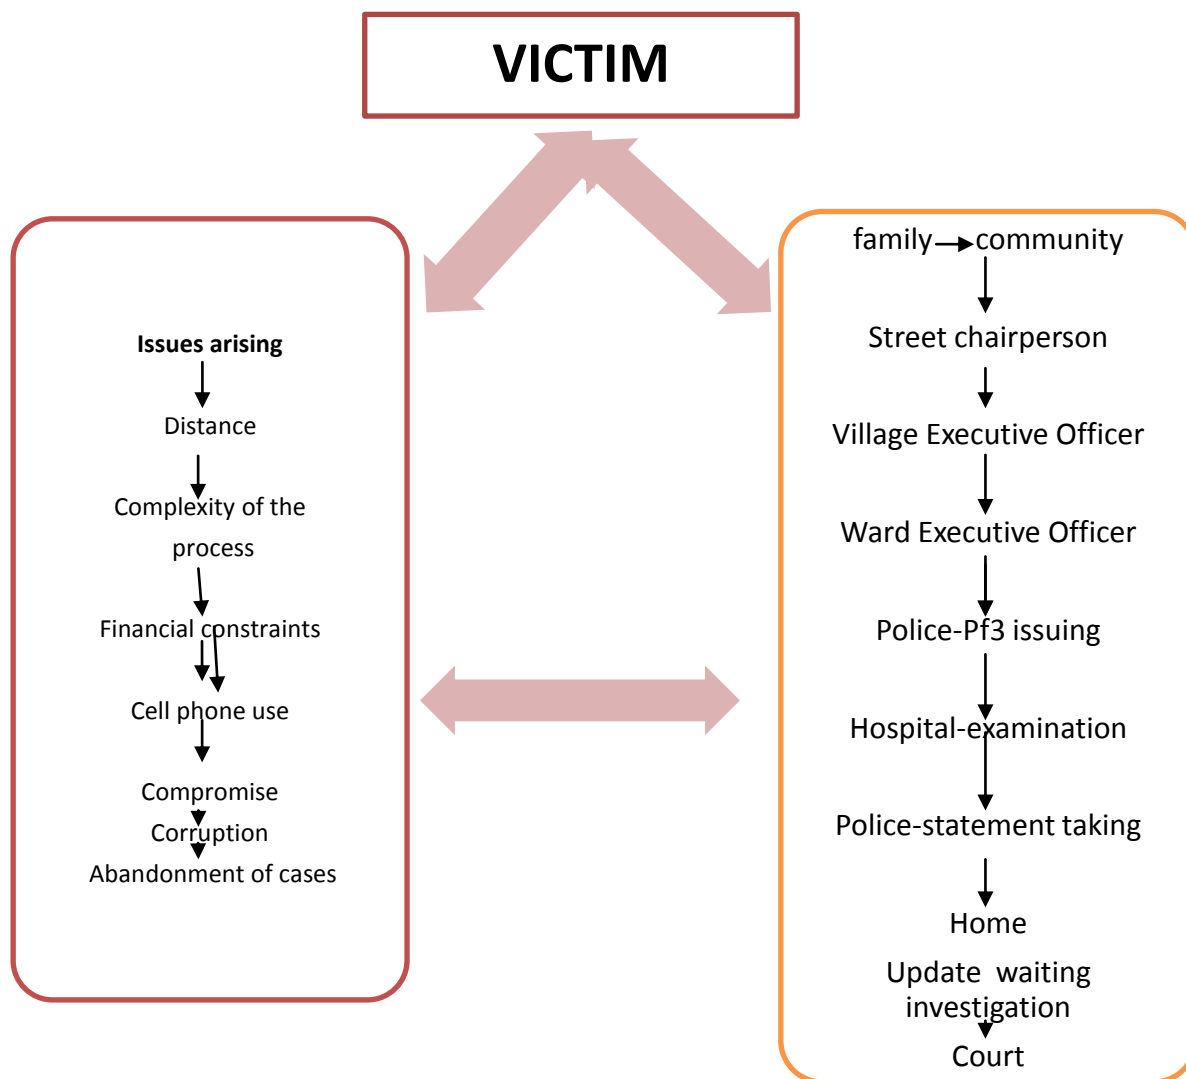 VICTIM
Issues arising
Distance
Complexity of the
process
Financial constraints
Cell phone use
Compromise
Corruption
Abandonment of cases
family community
Street chairperson
Village Executive Officer
Ward Executive Officer
Police-Pf3 issuing
Hospital-examination
Police-statement taking
Home
Update waiting
investigation
Court